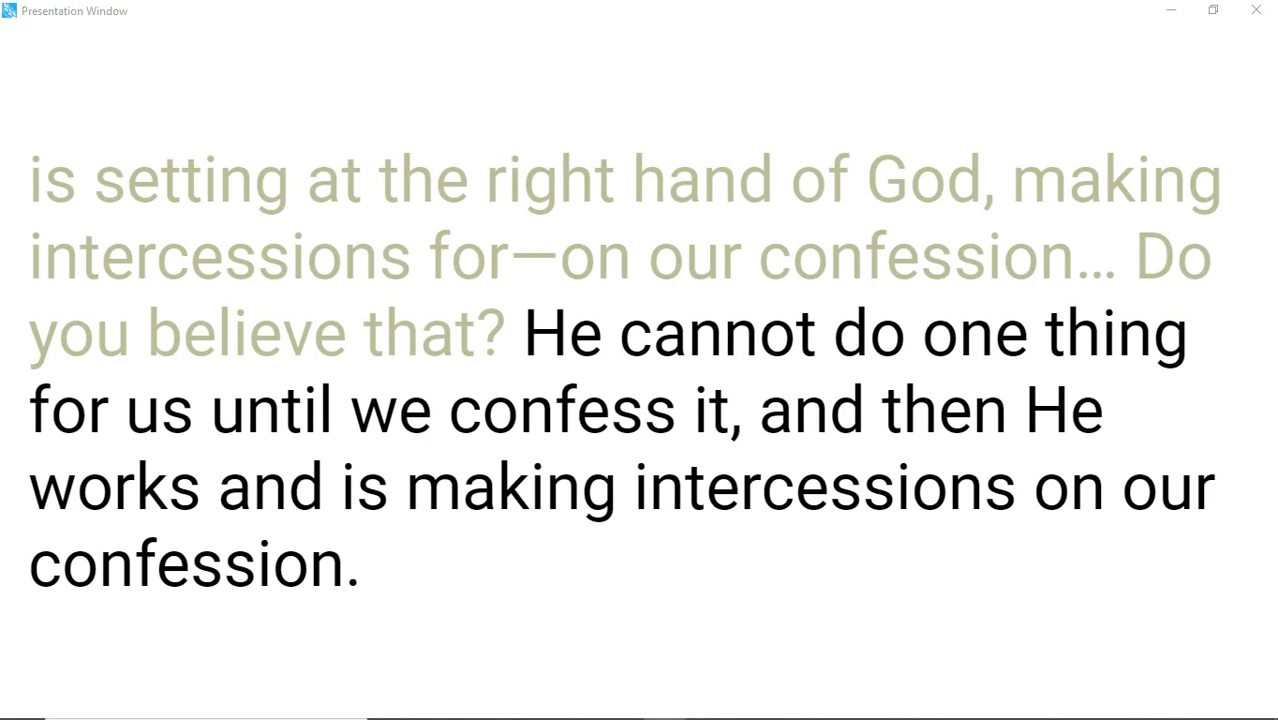 Presentation Window
is setting at the right hand of God, making
intercessions for—on our confession... Do
you believe that? He cannot do one thing
for us until we confess it, and then He
works and is making intercessions on our
confession.